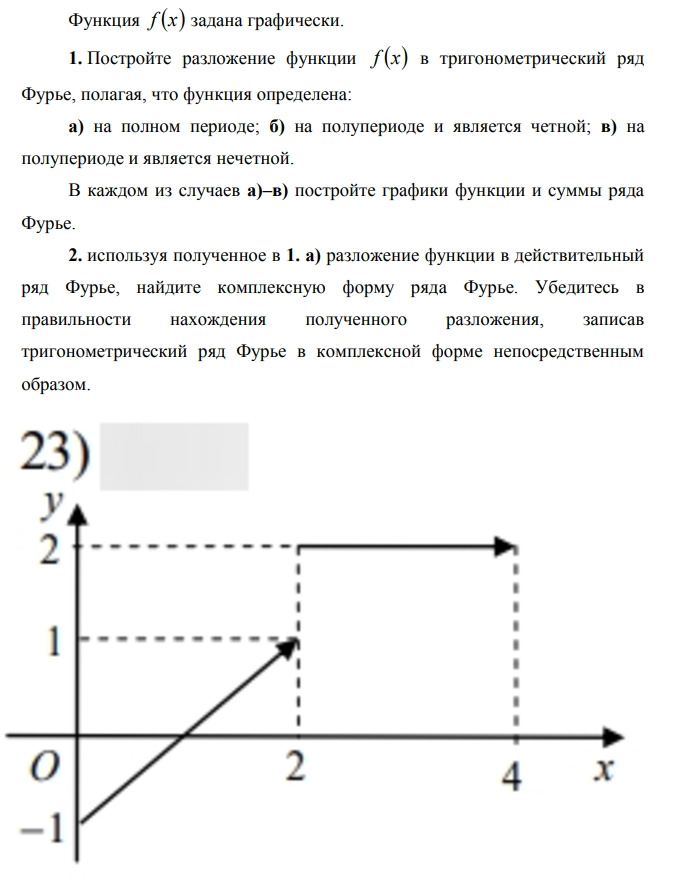 Функция f(x) задана графически.
1. Постройте разложение функции f(x) в тригонометрический ряд
Фурье, полагая, что функция определена:
а) на полном периоде; б) на полупериоде и является четной; в) на
полупериоде и является нечетной.
В каждом из случаев а)–в) постройте графики функции и суммы ряда
Фурье.
2. используя полученное в 1. а) разложение функции в действительный
ряд Фурье, найдите комплексную форму ряда Фурье. Убедитесь в
правильности нахождения полученного разложения, записав
тригонометрический ряд Фурье в комплексной форме непосредственным
образом.
23)
y
2
1
O 2 4 x
–1